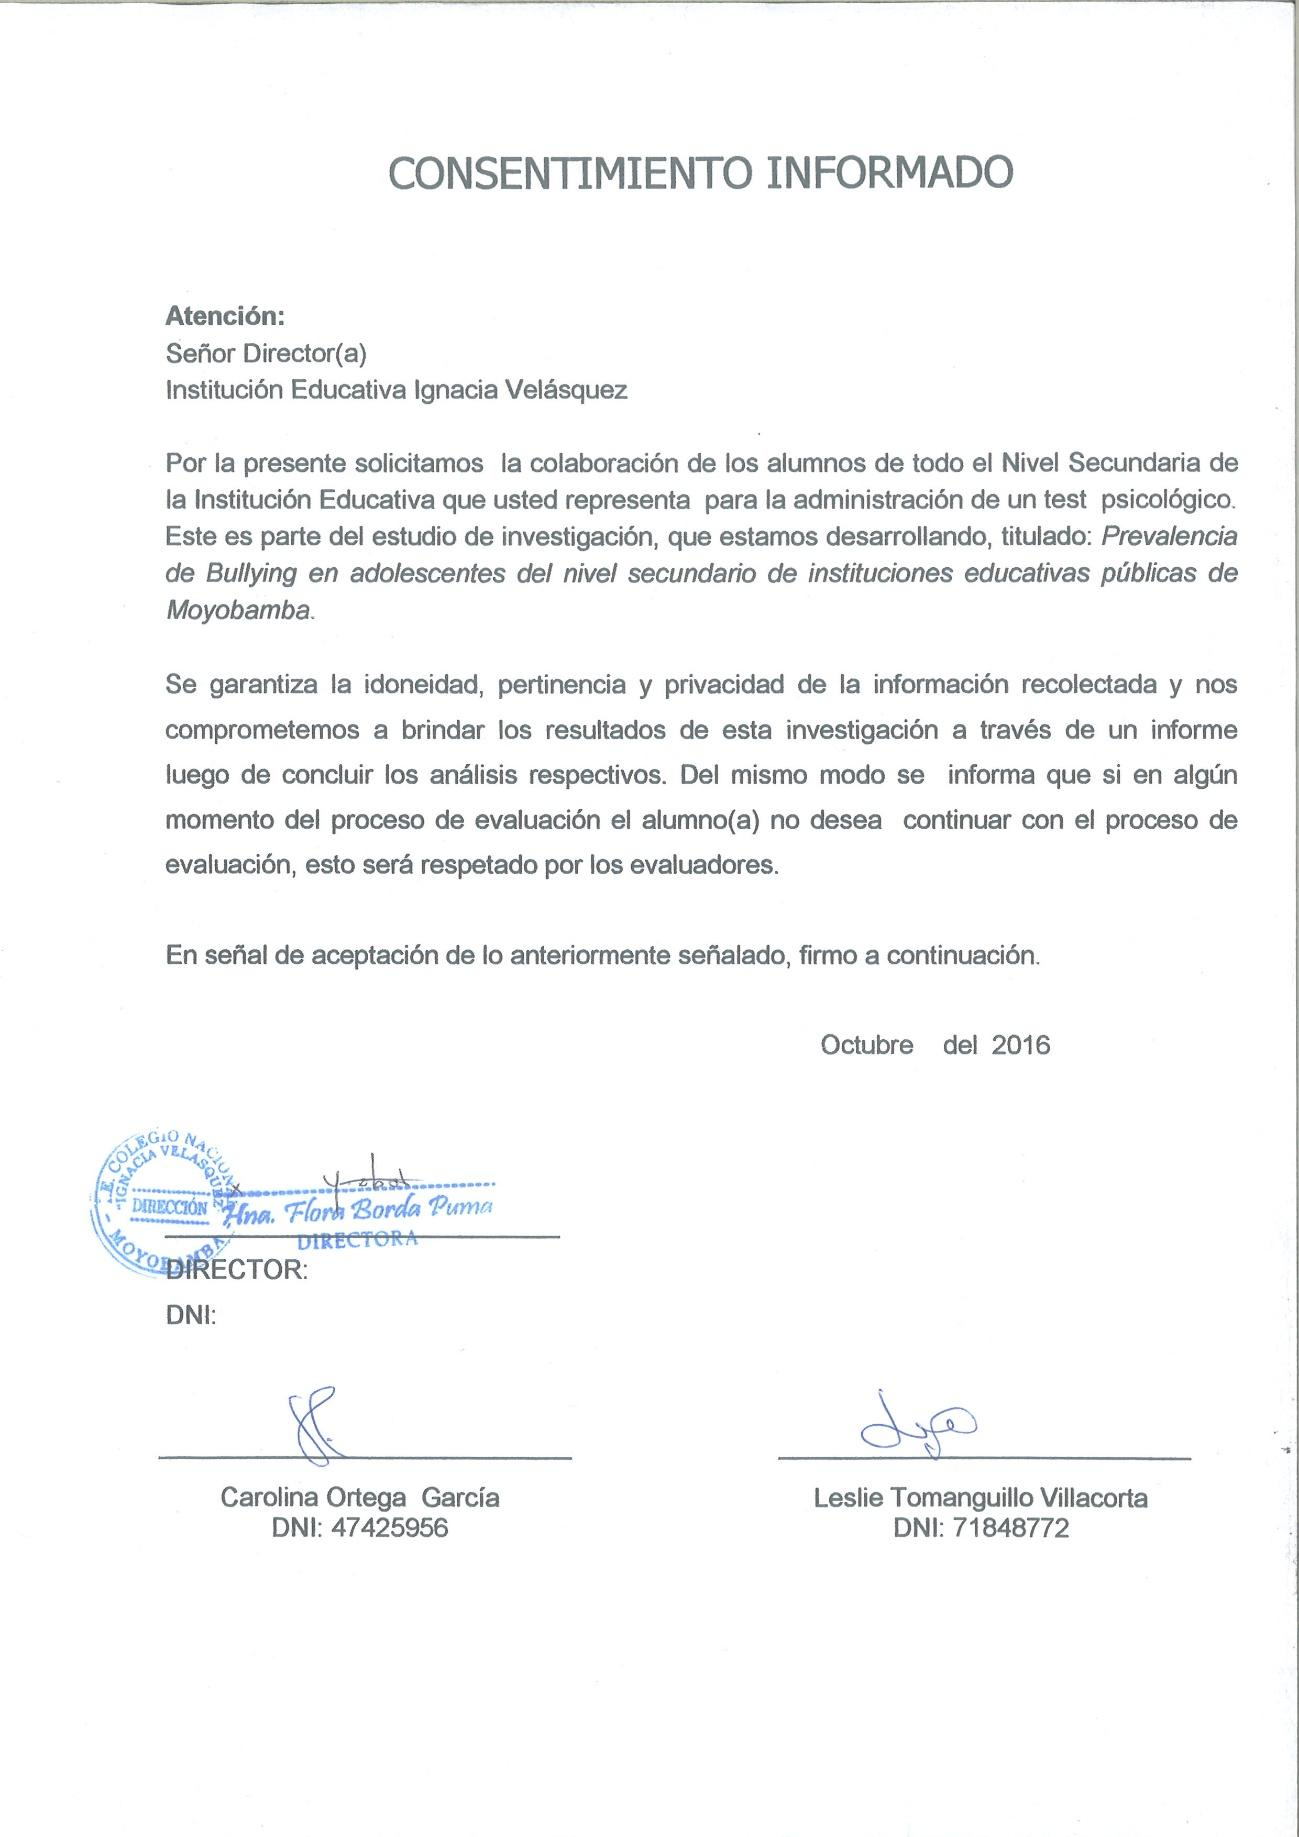 CONSENTIMIENTO INFORMADO
Atención:
Señor Director(a)
Institución Educativa Ignacia Velásquez
Por la presente solicitamos la colaboración de los alumnos de todo el Nivel Secundaria de
la Institución Educativa que usted representa para la administración de un test psicológico.
Este es parte del estudio de investigación, que estamos desarrollando, titulado: Prevalencia
de Bullying en adolescentes del nivel secundario de instituciones educativas públicas de
Moyobamba.
Se garantiza la idoneidad, pertinencia y privacidad de la información recolectada y nos
comprometemos a brindar los resultados de esta investigación a través de un informe
luego de concluir los análisis respectivos. Del mismo modo se informa que si en algún
momento del proceso de evaluación el alumno(a) no desea continuar con el proceso de
evaluación, esto será respetado por los evaluadores.
En señal de aceptación de lo anteriormente señalado, firmo a continuación.
Octubre del 2016
E. COLEGIO NACIONAL
"IGNACIA VELASQUEZ"
DIRECCIÓN
- MOYOBAMBA -
Hna. Flora Borda Puma
DIRECTORA
DIRECTOR:
DNI:
Carolina Ortega García
DNI: 47425956
Leslie Tomanguillo Villacorta
DNI: 71848772